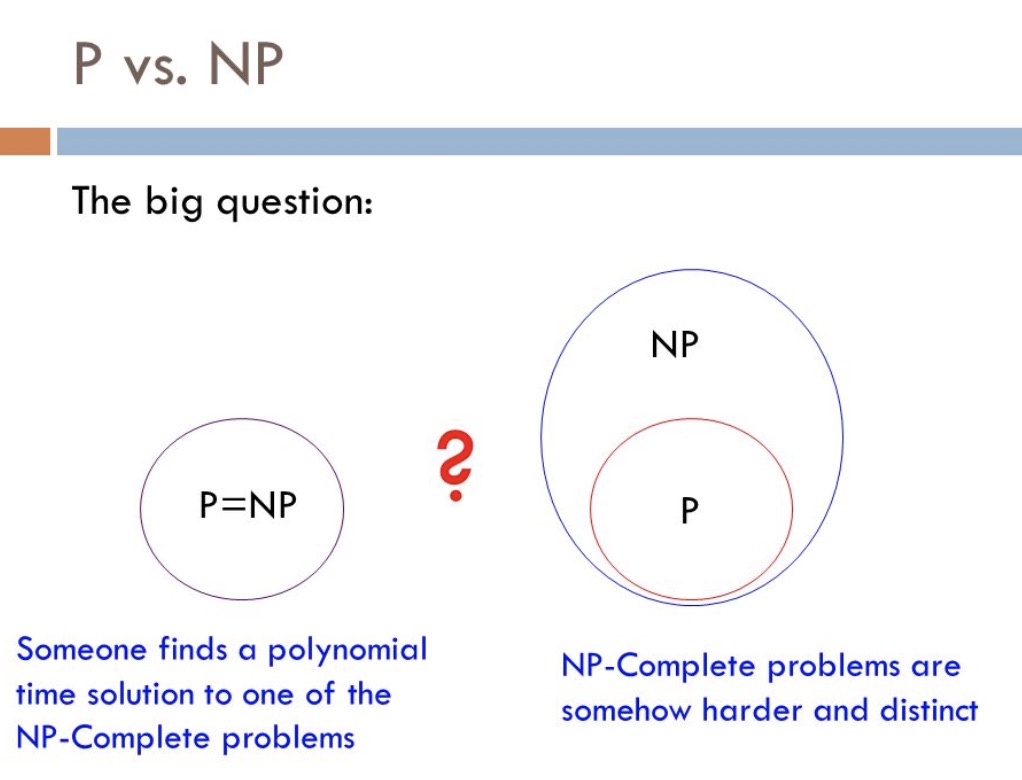 P vs. NP
The big question:
NP
?
P=NP
P
Someone finds a polynomial
time solution to one of the
NP-Complete problems
NP-Complete problems are
somehow harder and distinct